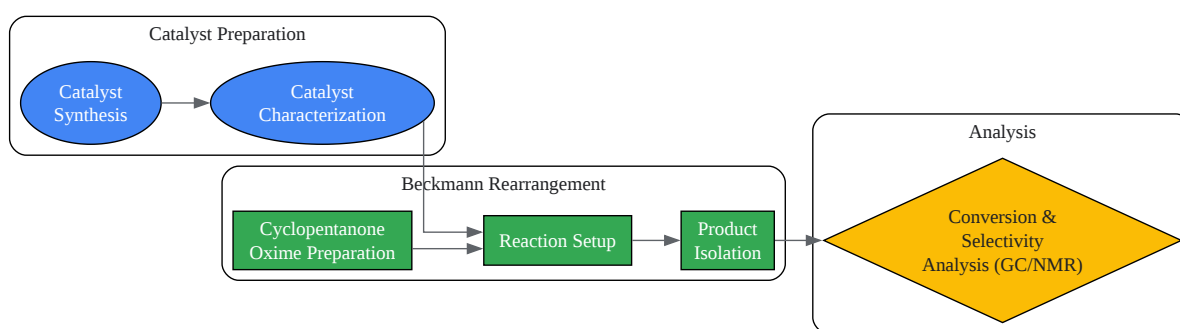 Catalyst Preparation
Catalyst
Synthesis
Catalyst
Characterization
Beckmann Rearrangement
Cyclopentanone
Oxime Preparation
Reaction Setup
Product
Isolation
Analysis
Conversion &
Selectivity
Analysis (GC/NMR)